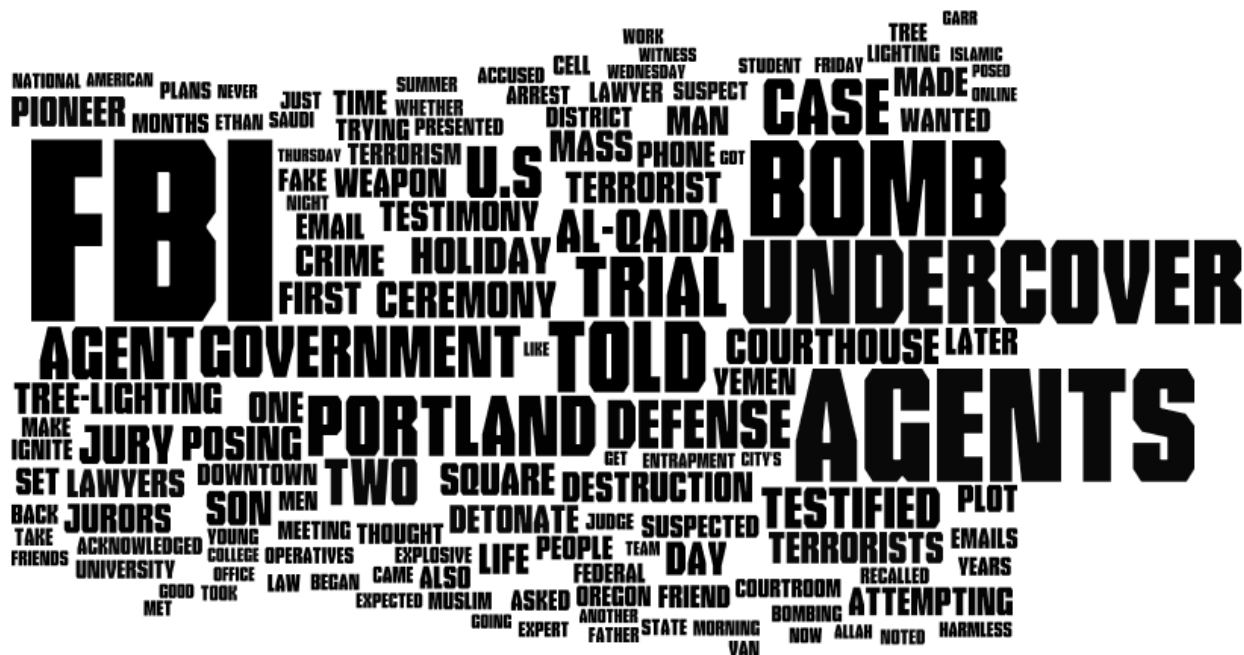 GARR
WORK TREE
WITNESS LIGHTING ISLAMIC
CELL WEDNESDAY STUDENT FRIDAY MADE POSED
NATIONAL AMERICAN PLANS NEVER SUMMER ACCUSED ARREST LAWYER SUSPECT CASE ONLINE
PIONEER MONTHS ETHAN SAUDI JUST TIME WHETHER DISTRICT MAN WANTED
TRYING PRESENTED
FBI THURSDAY TERRORISM U.S MASS PHONE GOT BOMB
FAKE WEAPON TERRORIST
NIGHT
EMAIL TESTIMONY AL-QAIDA
CRIME HOLIDAY UNDERCOVER
FIRST CEREMONY TRIAL
AGENT GOVERNMENT LIKE TOLD COURTHOUSE LATER
TREE-LIGHTING ONE YEMEN AGENTS
MAKE PORTLAND DEFENSE
IGNITE JURY POSING GET ENTRAPMENT CITY'S
SET LAWYERS DOWNTOWN TWO SQUARE DESTRUCTION
SON MEN TESTIFIED PLOT
BACK JURORS DETONATE JUDGE SUSPECTED
TAKE YOUNG MEETING THOUGHT TERRORISTS EMAILS
FRIENDS ACKNOWLEDGED COLLEGE OPERATIVES EXPLOSIVE LIFE PEOPLE TEAM DAY
UNIVERSITY OFFICE LAW BEGAN CAME ALSO FEDERAL RECALLED YEARS
GOOD TOOK EXPECTED MUSLIM ASKED OREGON FRIEND COURTROOM ATTEMPTING
MET GOING EXPERT ANOTHER BOMBING
FATHER STATE MORNING NOW ALLAH NOTED HARMLESS
VAN